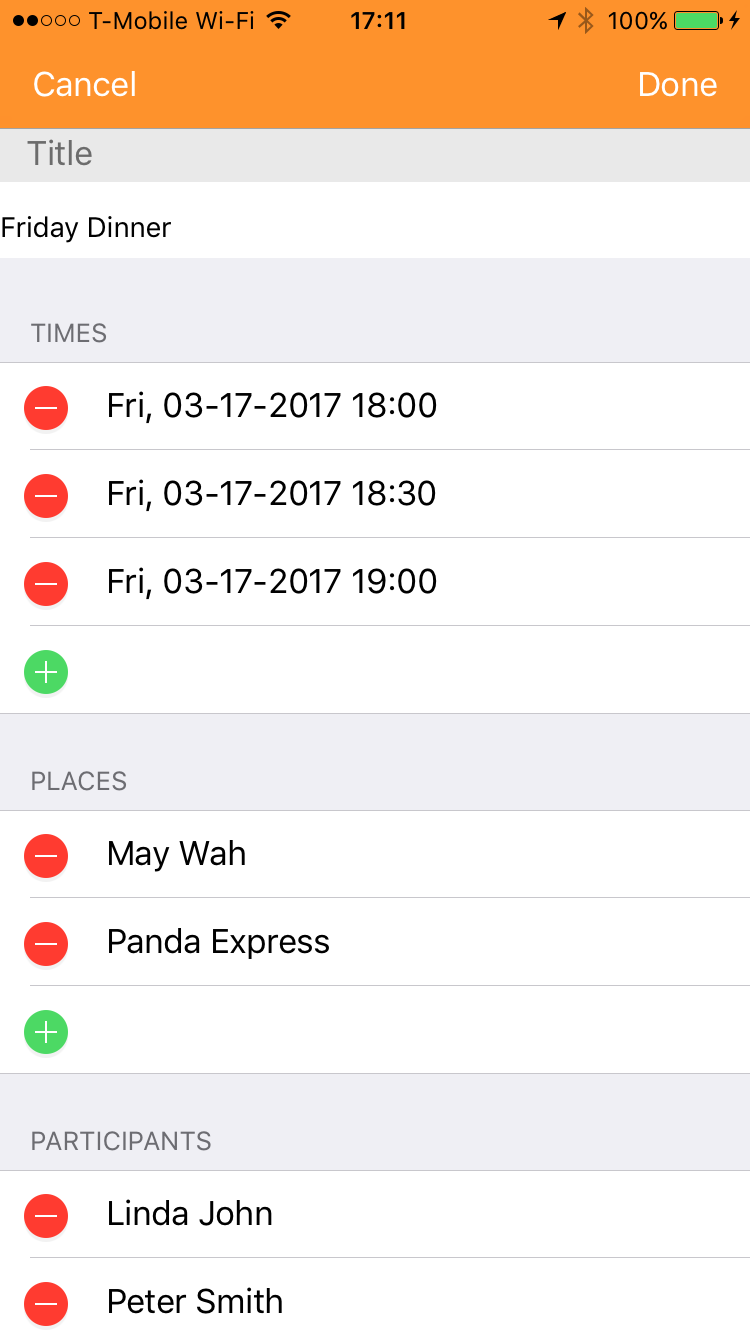 T-Mobile Wi-Fi 17:11 100%
Cancel Done
Title
Friday Dinner
TIMES
Fri, 03-17-2017 18:00
Fri, 03-17-2017 18:30
Fri, 03-17-2017 19:00
PLACES
May Wah
Panda Express
PARTICIPANTS
Linda John
Peter Smith